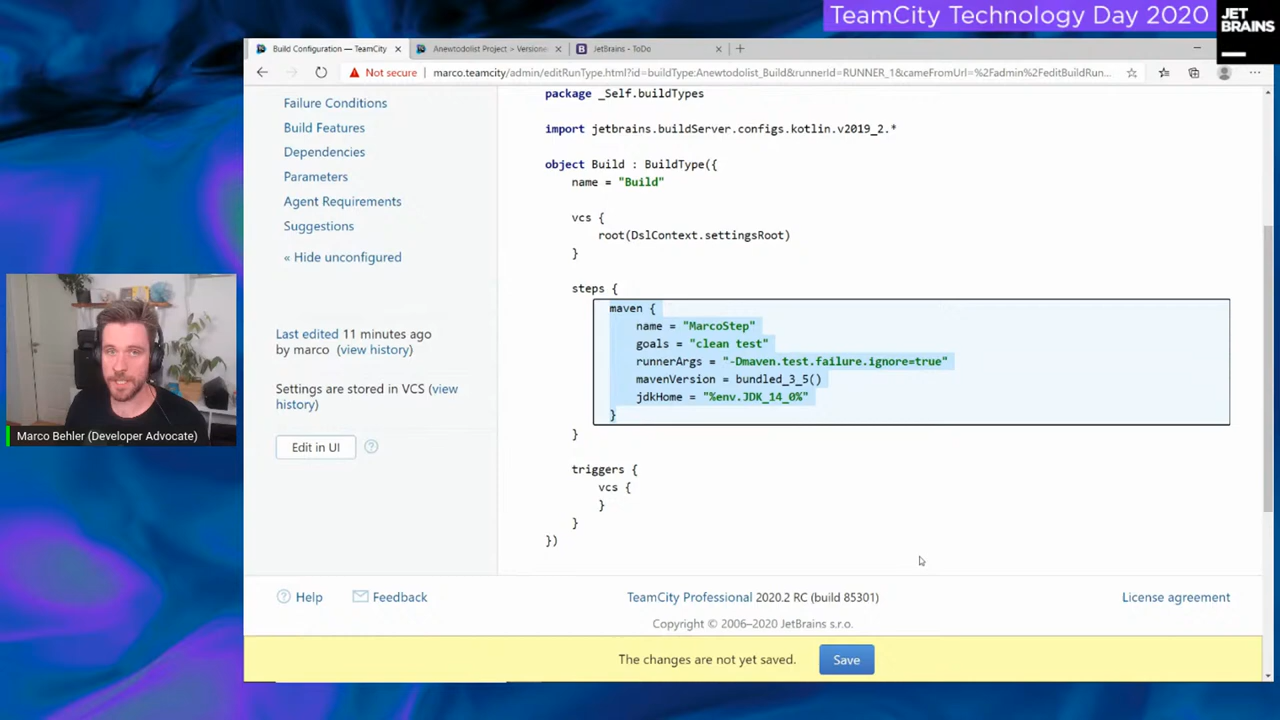 TeamCity Technology Day 2020
JET
BRAINS
Build Configuration — TeamCity
Anewtodolist Project > Versione
JetBrains - ToDo
Not secure
marco.teamcity/admin/editRunType.html?id=buildType:Anewtodolist_Build&runnerId=RUNNER_1&cameFromUrl=%2Fadmin%2FeditBuildRun...
Failure Conditions
Build Features
Dependencies
Parameters
Agent Requirements
Suggestions
« Hide unconfigured
Last edited 11 minutes ago
by marco (view history)
Settings are stored in VCS (view
history)
Edit in UI
package _Self.buildTypes
import jetbrains.buildServer.configs.kotlin.v2019_2.*
object Build : BuildType({
name = "Build"
vcs {
root(DslContext.settingsRoot)
}
steps {
maven {
name = "MarcoStep"
goals = "clean test"
runnerArgs = "-Dmaven.test.failure.ignore=true"
mavenVersion = bundled_3_5()
jdkHome = "%env.JDK_14_0%"
}
}
triggers {
vcs {
}
}
})
Marco Behler (Developer Advocate)
Help
Feedback
TeamCity Professional 2020.2 RC (build 85301)
License agreement
Copyright © 2006–2020 JetBrains s.r.o.
The changes are not yet saved.
Save